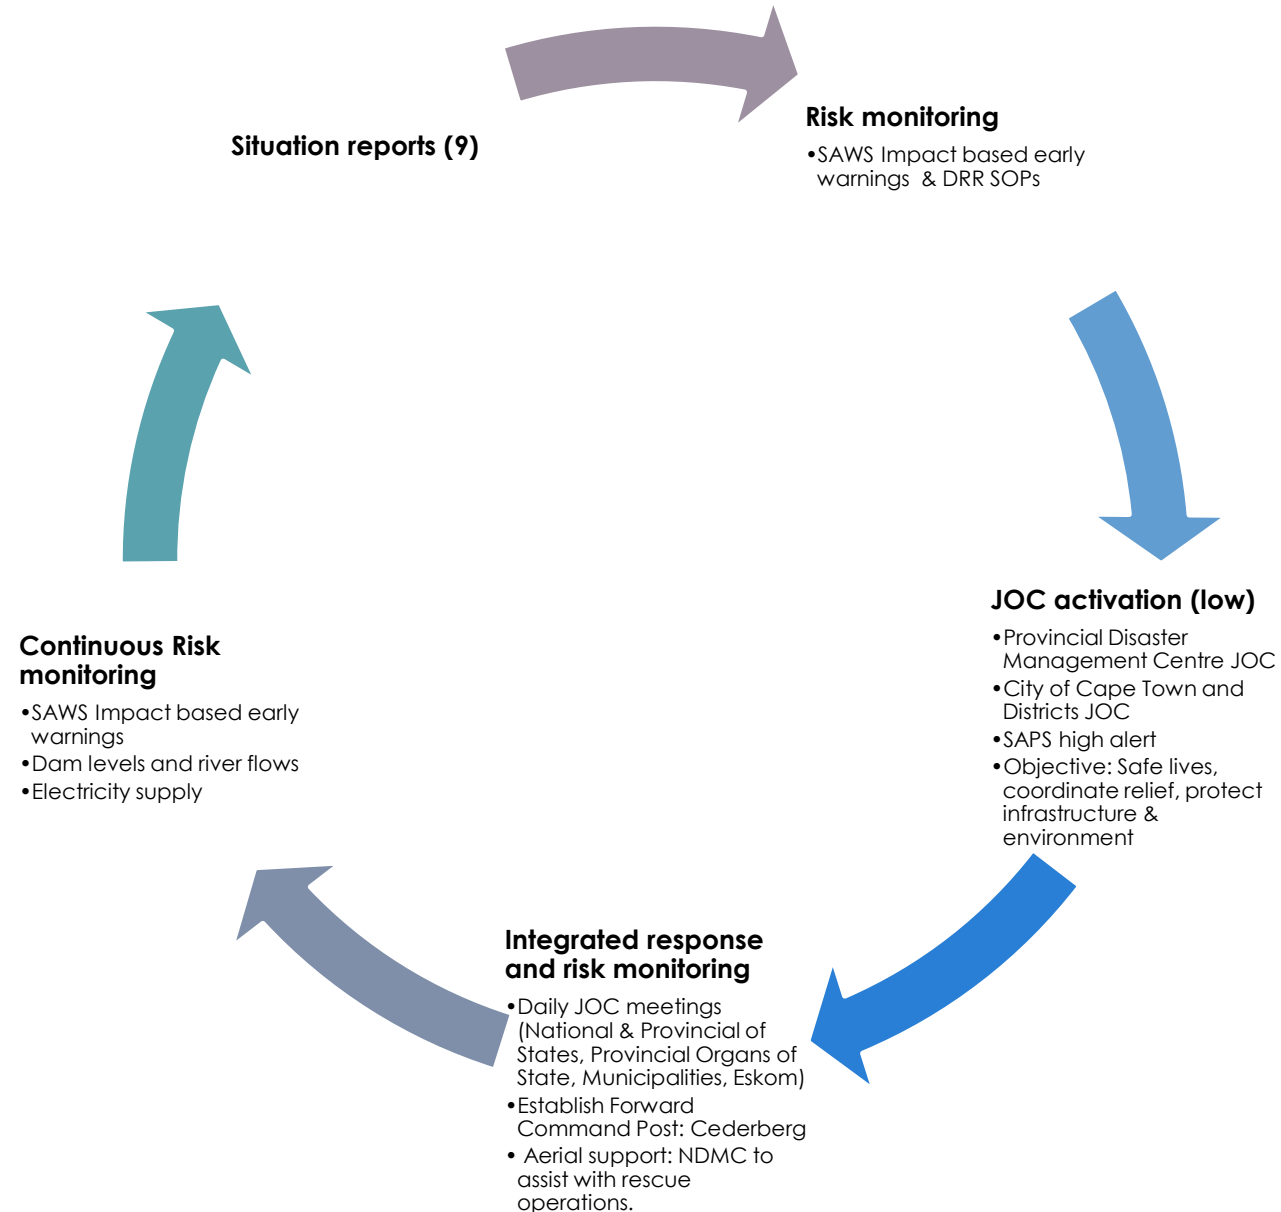 Situation reports (9)
Risk monitoring
•SAWS Impact based early
warnings & DRR SOPs
JOC activation (low)
•Provincial Disaster
Management Centre JOC
•City of Cape Town and
Districts JOC
•SAPS high alert
•Objective: Safe lives,
coordinate relief, protect
infrastructure &
environment
Integrated response
and risk monitoring
•Daily JOC meetings
(National & Provincial of
States, Provincial Organs of
State, Municipalities, Eskom)
•Establish Forward
Command Post: Cederberg
• Aerial support: NDMC to
assist with rescue
operations.
Continuous Risk
monitoring
•SAWS Impact based early
warnings
•Dam levels and river flows
•Electricity supply